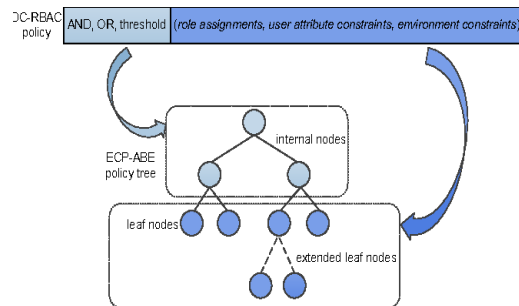 DC-RBAC
policy
AND, OR, threshold
(role assignments, user attribute constraints, environment constraints)
internal nodes
ECP-ABE
policy tree
leaf nodes
extended leaf nodes